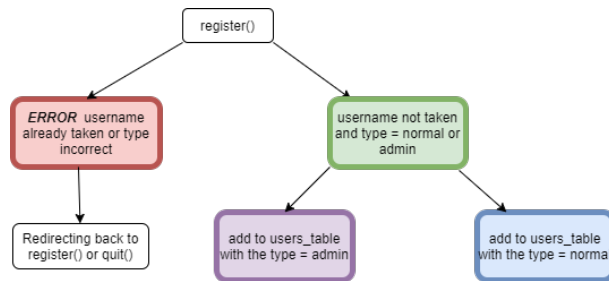 register()
ERROR username
already taken or type
incorrect
username not taken
and type = normal or
admin
Redirecting back to
register() or quit()
add to users_table
with the type = admin
add to users_table
with the type = norma